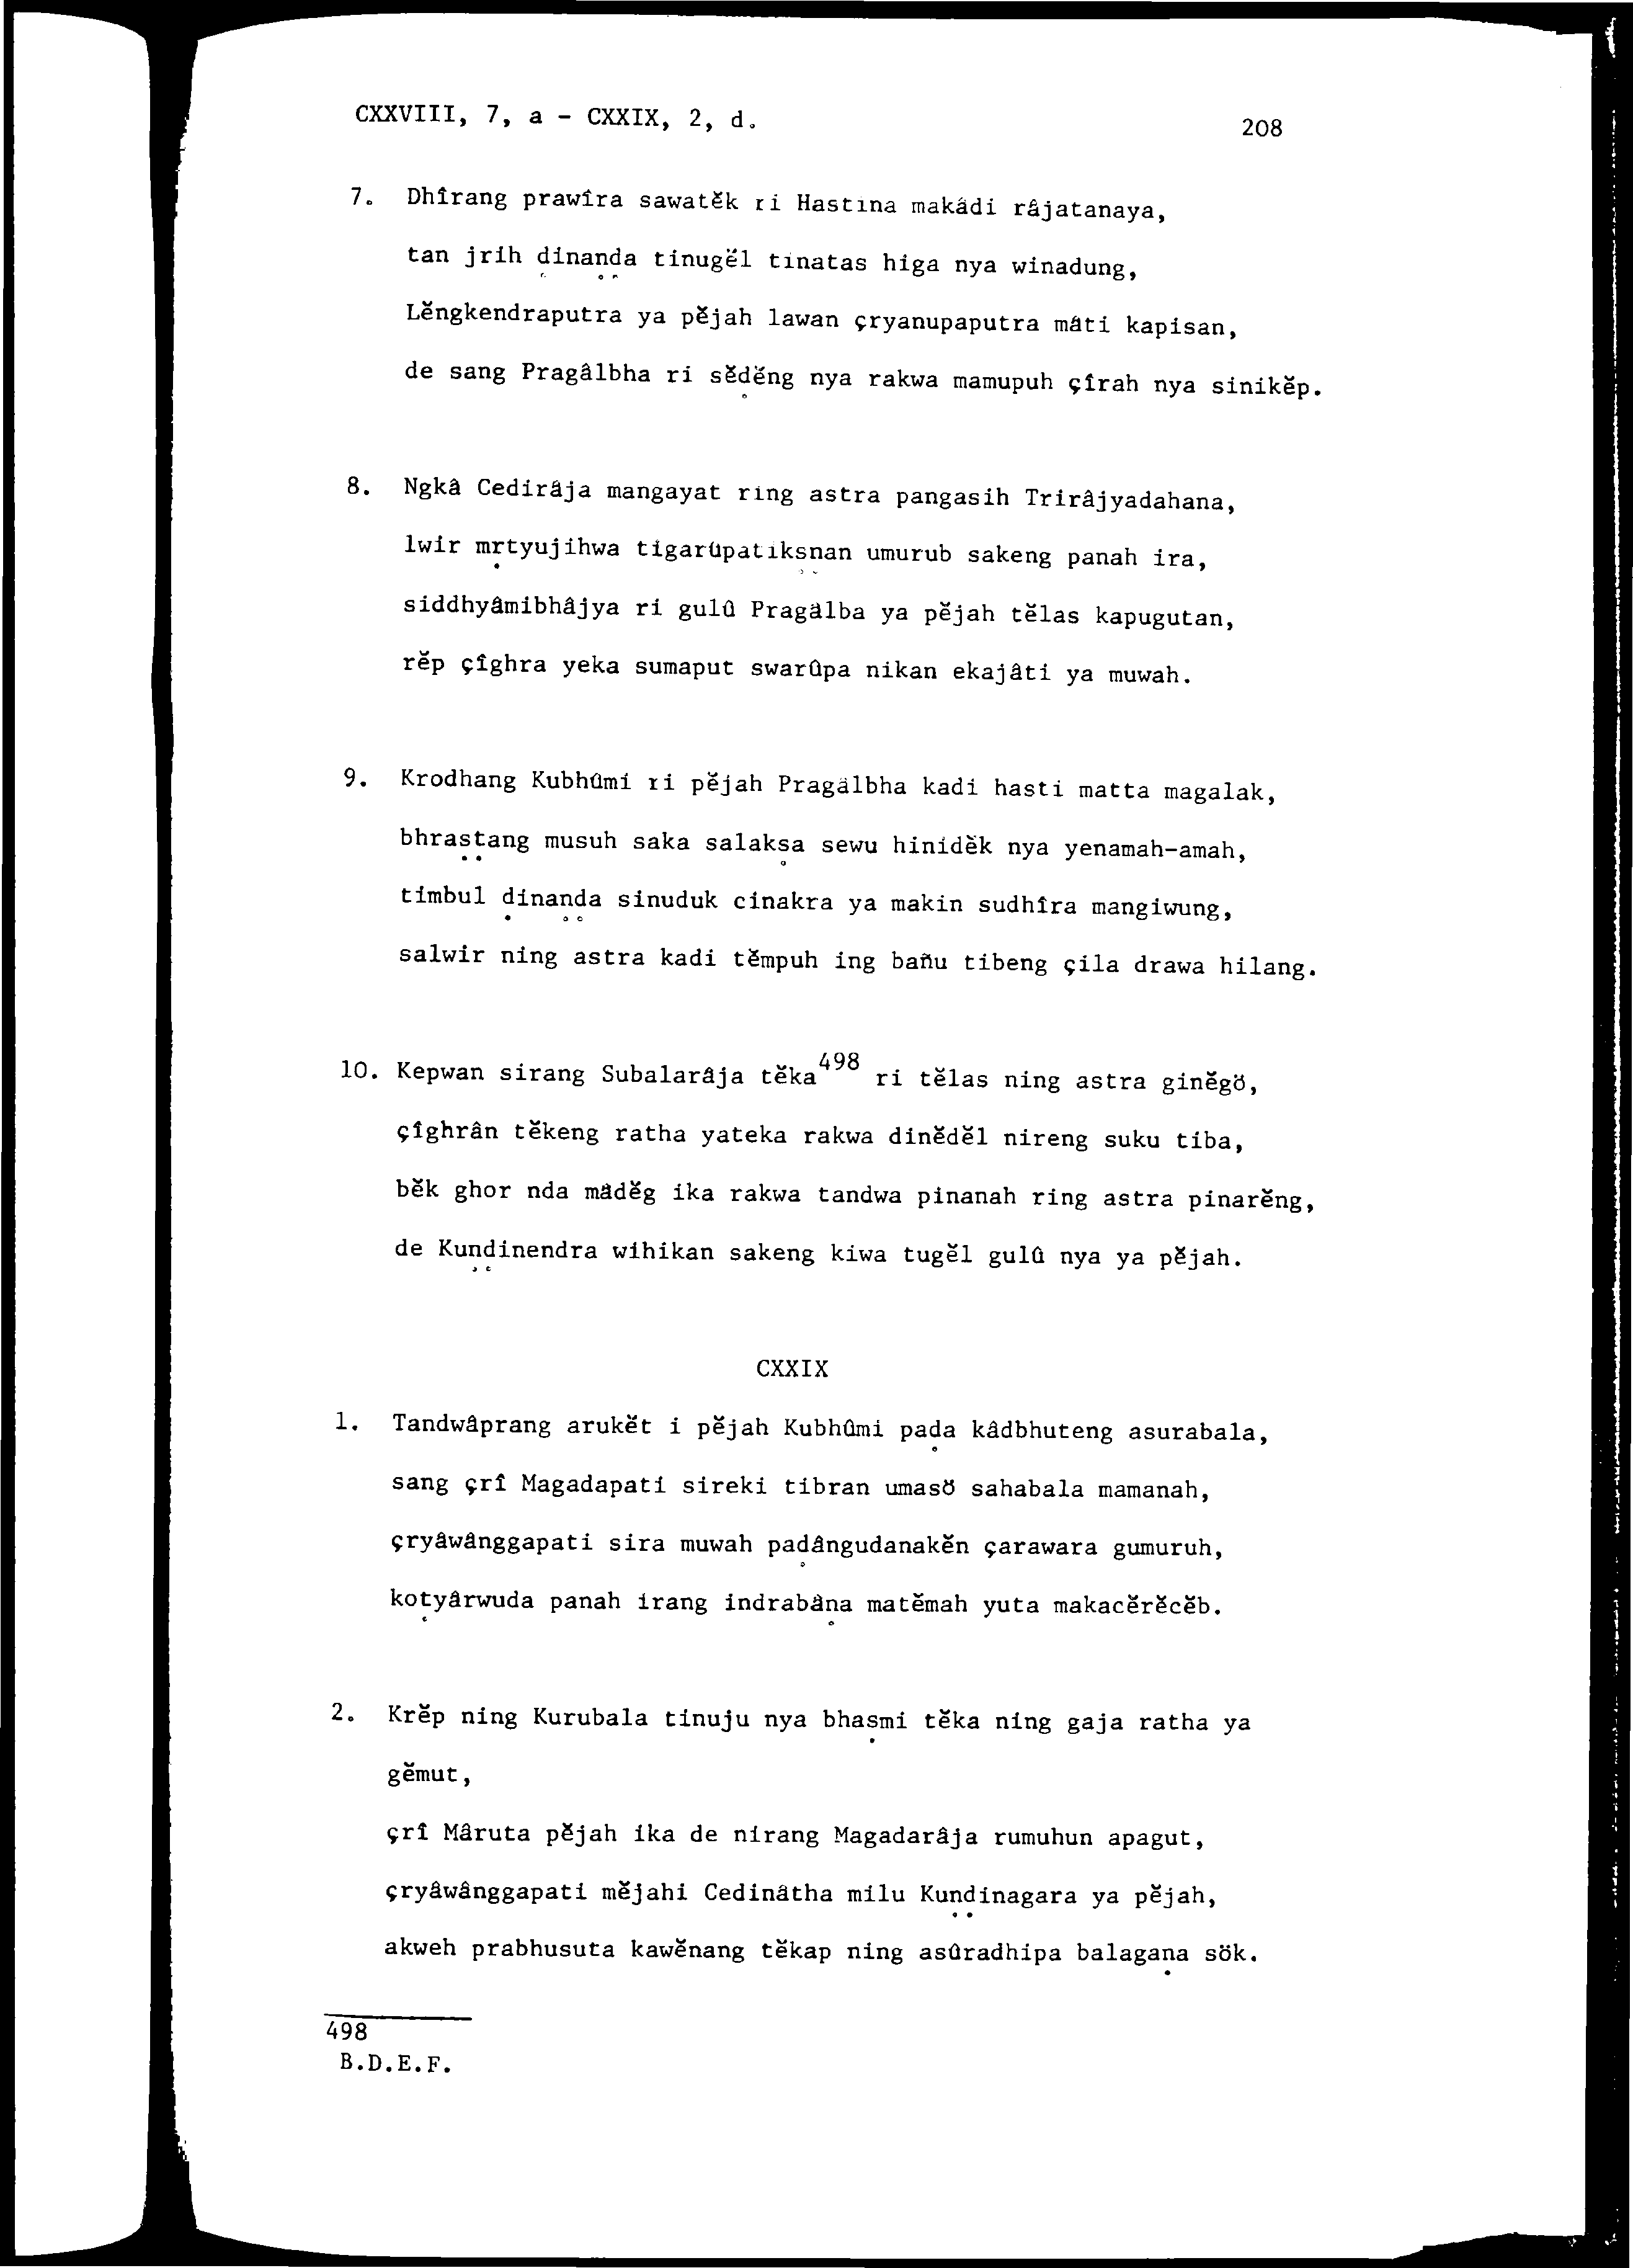 CXXVIII, 7, a - CXXIX, 2, d.
208
7. Dhîrang prawîra sawatĕk ri Hastina makâdi râjatanaya,
tan jrih ḍinaṇḍa tinugĕl tinatas higa nya winadung,
Lĕngkendraputra ya pĕjah lawan çryanupaputra mâti kapisan,
de sang Pragâlbha ri sĕḍĕng nya rakwa mamupuh çîrah nya sinikĕp.
8. Ngkâ Cedirâja mangayat ring astra pangasih Trirâjyadahana,
lwir mṛtyujihwa tigarûpatikṣṇan umurub sakeng panah ira,
siddhyâmibhâjya ri gulû Pragâlba ya pĕjah tĕlas kapugutan,
rĕp çîghra yeka sumaput swarûpa nikan ekajâti ya muwah.
9. Krodhang Kubhûmi ri pĕjah Pragâlbha kadi hasti matta magalak,
bhraṣṭang musuh saka salakṣa sewu hinidĕk nya yenamah-amah,
timbul ḍinaṇḍa sinuduk cinakra ya makin sudhîra mangiwung,
salwir ning astra kadi tĕmpuh ing bañu tibeng çila drawa hilang.
10. Kepwan sirang Subalarâja tĕka⁴⁹⁸ ri tĕlas ning astra ginĕgö,
çîghrân tĕkeng ratha yateka rakwa dinĕdĕl nireng suku tiba,
bĕk ghor nda mâdĕg ika rakwa tandwa pinanah ring astra pinarĕng,
de Kuṇḍinendra wihikan sakeng kiwa tugĕl gulû nya ya pĕjah.
CXXIX
1. Tandwâprang arukĕt i pĕjah Kubhûmi paḍa kâdbhuteng asurabala,
sang çrî Magadapati sireki tibran umasö sahabala mamanah,
çryâwânggapati sira muwah paḍângudanakĕn çarawara gumuruh,
koṭyârwuda panah irang indrabâṇa matĕmah yuta makacĕrĕcĕb.
2. Krĕp ning Kurubala tinuju nya bhaṣmi tĕka ning gaja ratha ya
gĕmut,
çrî Mâruta pĕjah ika de nirang Magadarâja rumuhun apagut,
çryâwânggapati mĕjahi Cedinâtha milu Kuṇḍinagara ya pĕjah,
akweh prabhusuta kawĕnang tĕkap ning asûradhipa balagaṇa sök.
498
B.D.E.F.